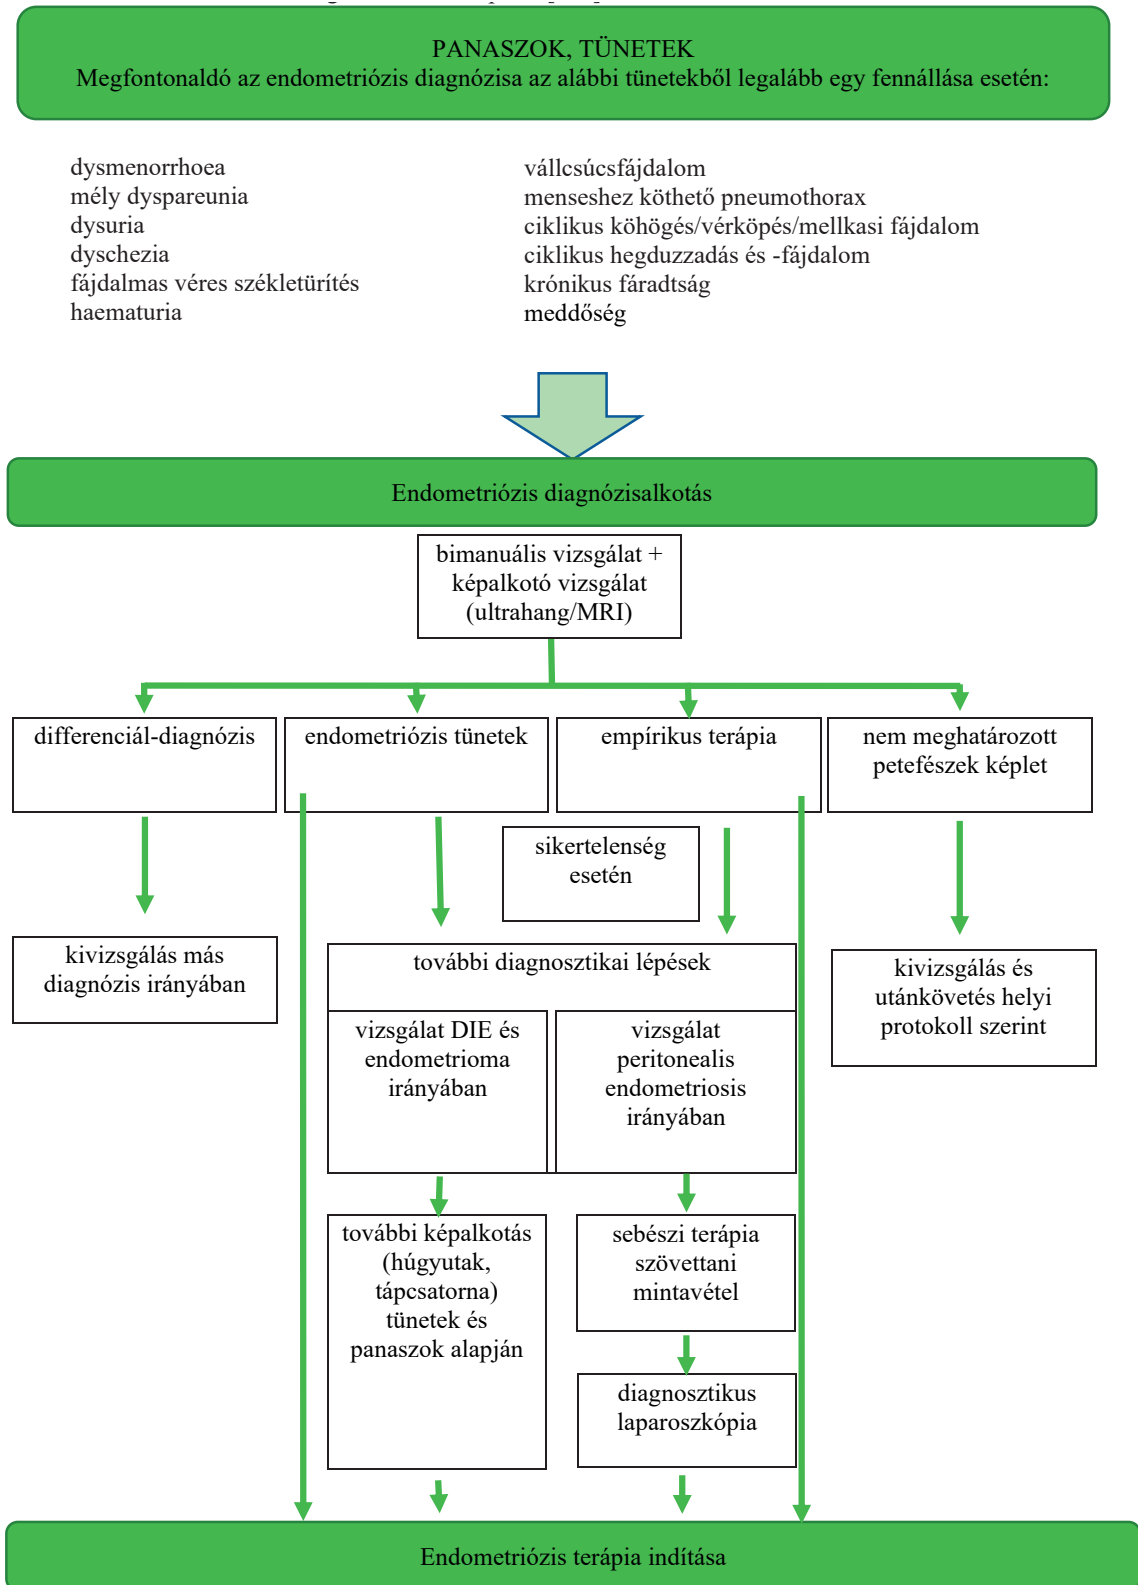 PANASZOK, TÜNETEK
Megfontonaldó az endometriózis diagnózisa az alábbi tünetekből legalább egy fennállása esetén:
dysmenorrhoea
mély dyspareunia
dysuria
dyschezia
fájdalmas véres székletürítés
haematuria
vállcsúcsfájdalom
menseshez köthető pneumothorax
ciklikus köhögés/vérköpés/mellkasi fájdalom
ciklikus hegduzzadás és -fájdalom
krónikus fáradtság
meddőség
Endometriózis diagnózisalkotás
bimanuális vizsgálat +
képalkotó vizsgálat
(ultrahang/MRI)
differenciál-diagnózis
endometriózis tünetek
empírikus terápia
nem meghatározott
petefészek képlet
sikertelenség
esetén
kivizsgálás más
diagnózis irányában
további diagnosztikai lépések
kivizsgálás és
utánkövetés helyi
protokoll szerint
vizsgálat DIE és
endometrioma
irányában
vizsgálat
peritonealis
endometriosis
irányában
további képalkotás
(húgyutak,
tápcsatorna)
tünetek és
panaszok alapján
sebészi terápia
szövettani
mintavétel
diagnosztikus
laparoszkópia
Endometriózis terápia indítása